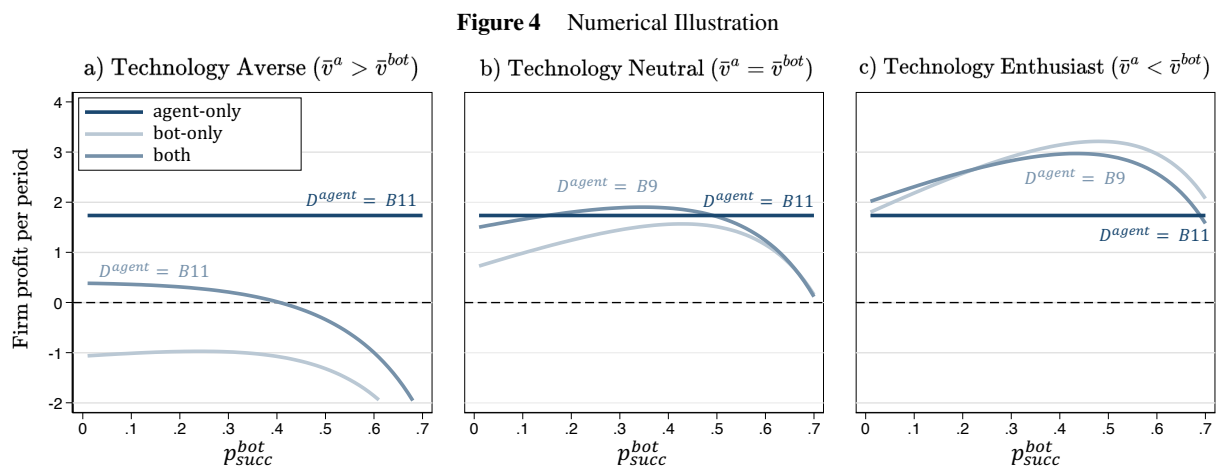 Figure 4 Numerical Illustration
a) Technology Averse (v̄^a > v̄^bot)
b) Technology Neutral (v̄^a = v̄^bot)
c) Technology Enthusiast (v̄^a < v̄^bot)
Firm profit per period
4
3
2
1
0
-1
-2
agent-only
bot-only
both
D^agent = B11
D^agent = B11
0 .1 .2 .3 .4 .5 .6 .7
p^bot_succ
D^agent = B9
D^agent = B11
0 .1 .2 .3 .4 .5 .6 .7
p^bot_succ
D^agent = B9
D^agent = B11
0 .1 .2 .3 .4 .5 .6 .7
p^bot_succ